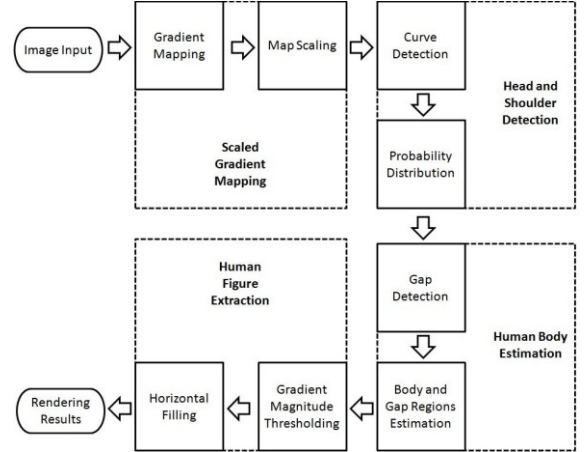 Image Input
Gradient
Mapping
Map Scaling
Curve
Detection
Head and
Shoulder
Detection
Scaled
Gradient
Mapping
Probability
Distribution
Human
Figure
Extraction
Gap
Detection
Human Body
Estimation
Rendering
Results
Horizontal
Filling
Gradient
Magnitude
Thresholding
Body and
Gap Regions
Estimation